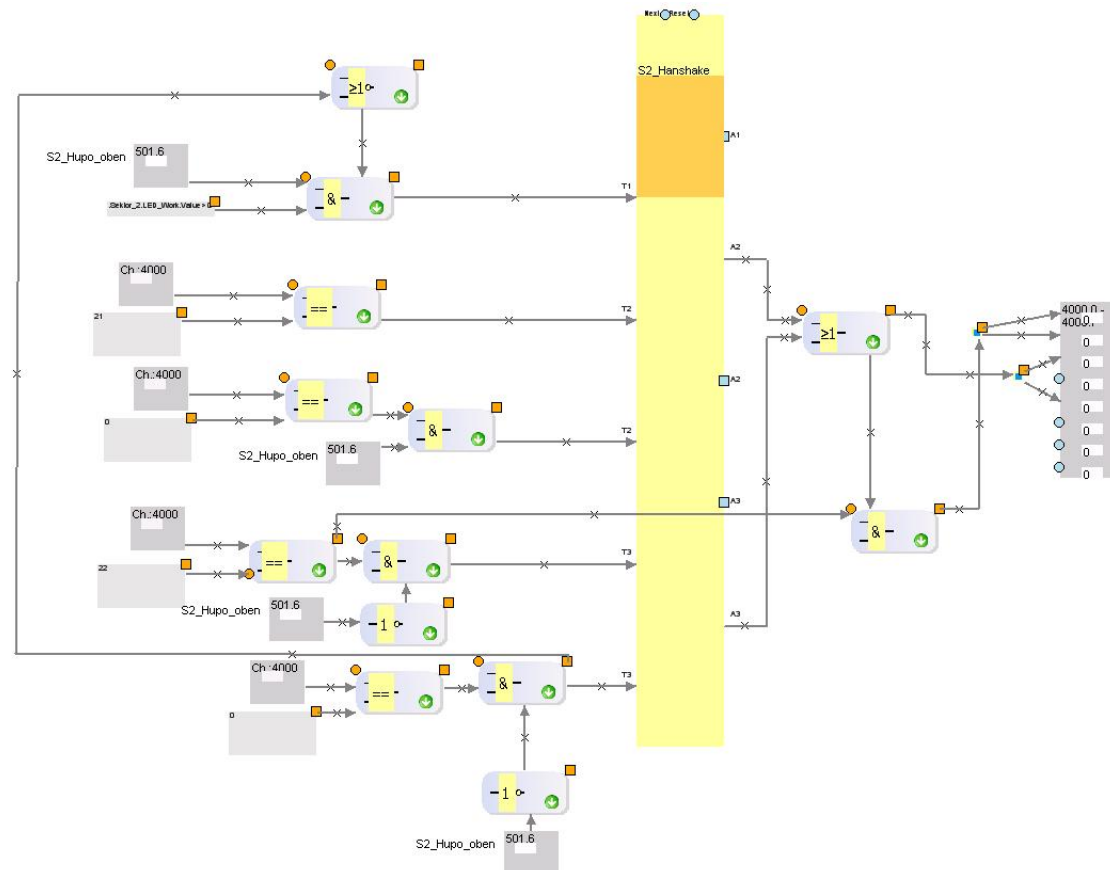 Next Reset
S2_Hanshake
≥1
A1
S2_Hupo_oben 501.6
T1
&
A2
Ch.:4000
==
T2
21
≥1
4000.0 -
0
0
0
0
0
0
0
0
Ch.:4000
A2
==
0
&
S2_Hupo_oben 501.6
T2
A3
Ch.:4000
&
==
&
T3
22
S2_Hupo_oben 501.6
1
A3
Ch.:4000
&
T3
==
0
1
S2_Hupo_oben 501.6